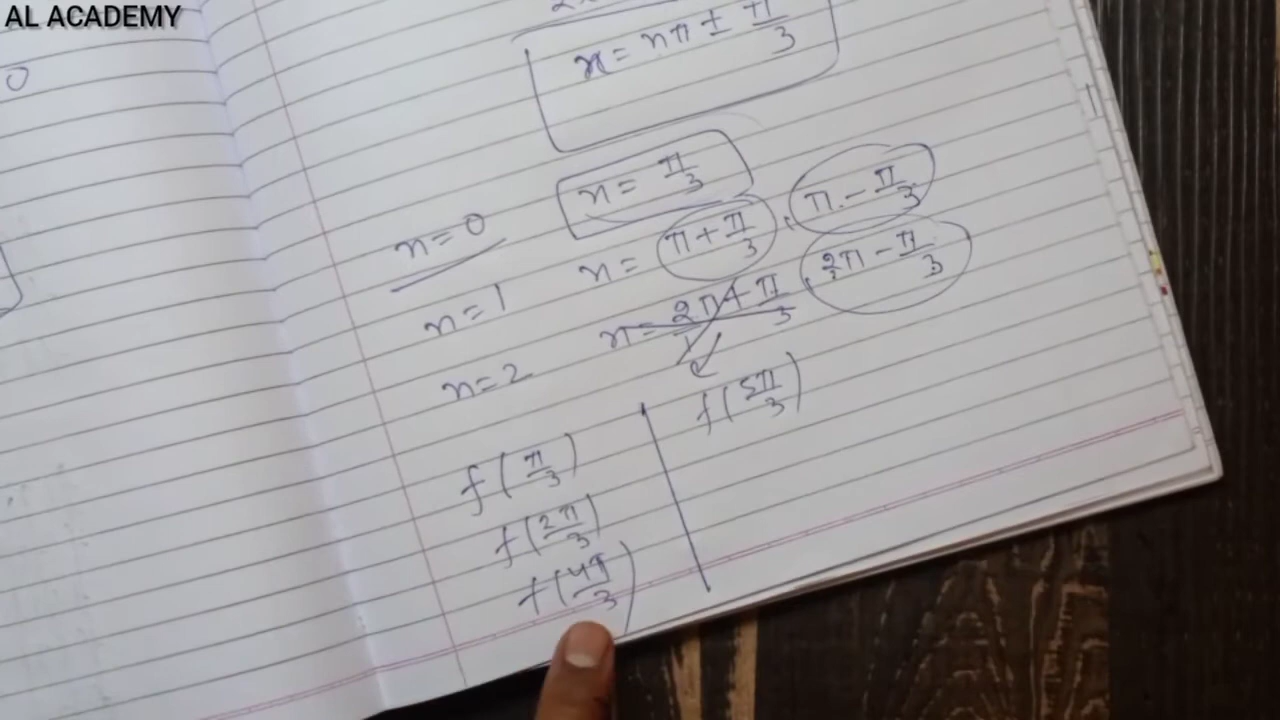 AL ACADEMY
0
x = nπ ± π/3
n=0 x = π/3
n=1 x = π+π/3 , π-π/3
n=2 x = 2π+π/3 , 2π-π/3
f(π/3) f(5π/3)
f(2π/3)
f(4π/3)